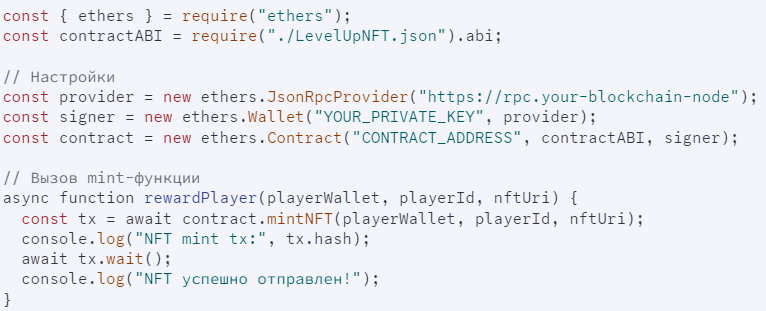 const { ethers } = require("ethers");
const contractABI = require("./LevelUpNFT.json").abi;
// Настройки
const provider = new ethers.JsonRpcProvider("https://rpc.your-blockchain-node");
const signer = new ethers.Wallet("YOUR_PRIVATE_KEY", provider);
const contract = new ethers.Contract("CONTRACT_ADDRESS", contractABI, signer);
// Вызов mint-функции
async function rewardPlayer(playerWallet, playerId, nftUri) {
  const tx = await contract.mintNFT(playerWallet, playerId, nftUri);
  console.log("NFT mint tx:", tx.hash);
  await tx.wait();
  console.log("NFT успешно отправлен!");
}